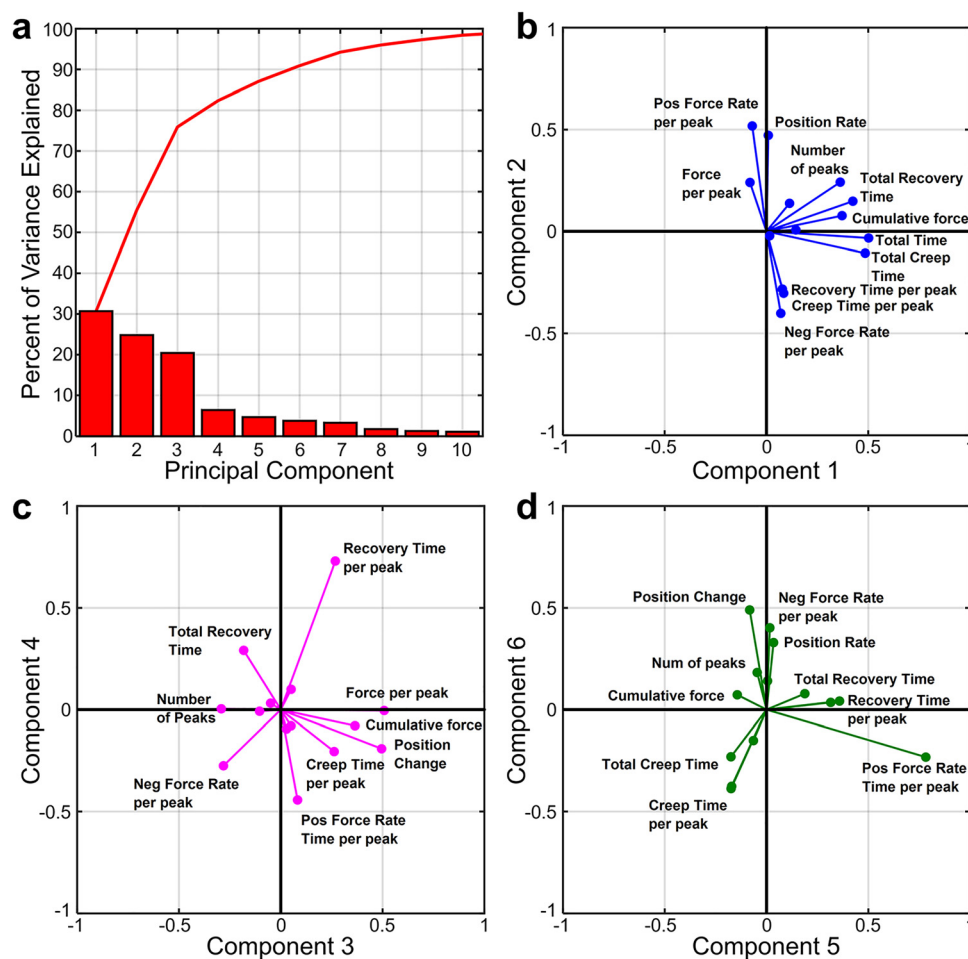 a
100
90
80
70
60
50
40
30
20
10
0
Percent of Variance Explained
1 2 3 4 5 6 7 8 9 10
Principal Component
b
1
0.5
0
-0.5
-1
Component 2
Pos Force Rate
per peak
Position Rate
Force
per peak
Number
of peaks
Total Recovery
Time
Cumulative force
Total Time
Total Creep
Time
Recovery Time per peak
Creep Time per peak
Neg Force Rate
per peak
-1 -0.5 0 0.5 1
Component 1
c
1
0.5
0
-0.5
-1
Component 4
Recovery Time
per peak
Total Recovery
Time
Number
of Peaks
Force per peak
Cumulative force
Position
Change
Creep Time
per peak
Neg Force Rate
per peak
Pos Force Rate
Time per peak
-1 -0.5 0 0.5 1
Component 3
d
1
0.5
0
-0.5
-1
Component 6
Position Change
Neg Force Rate
per peak
Position Rate
Num of peaks
Total Recovery Time
Cumulative force
Recovery Time
per peak
Total Creep Time
Pos Force Rate
Time per peak
Creep Time
per peak
-1 -0.5 0 0.5 1
Component 5